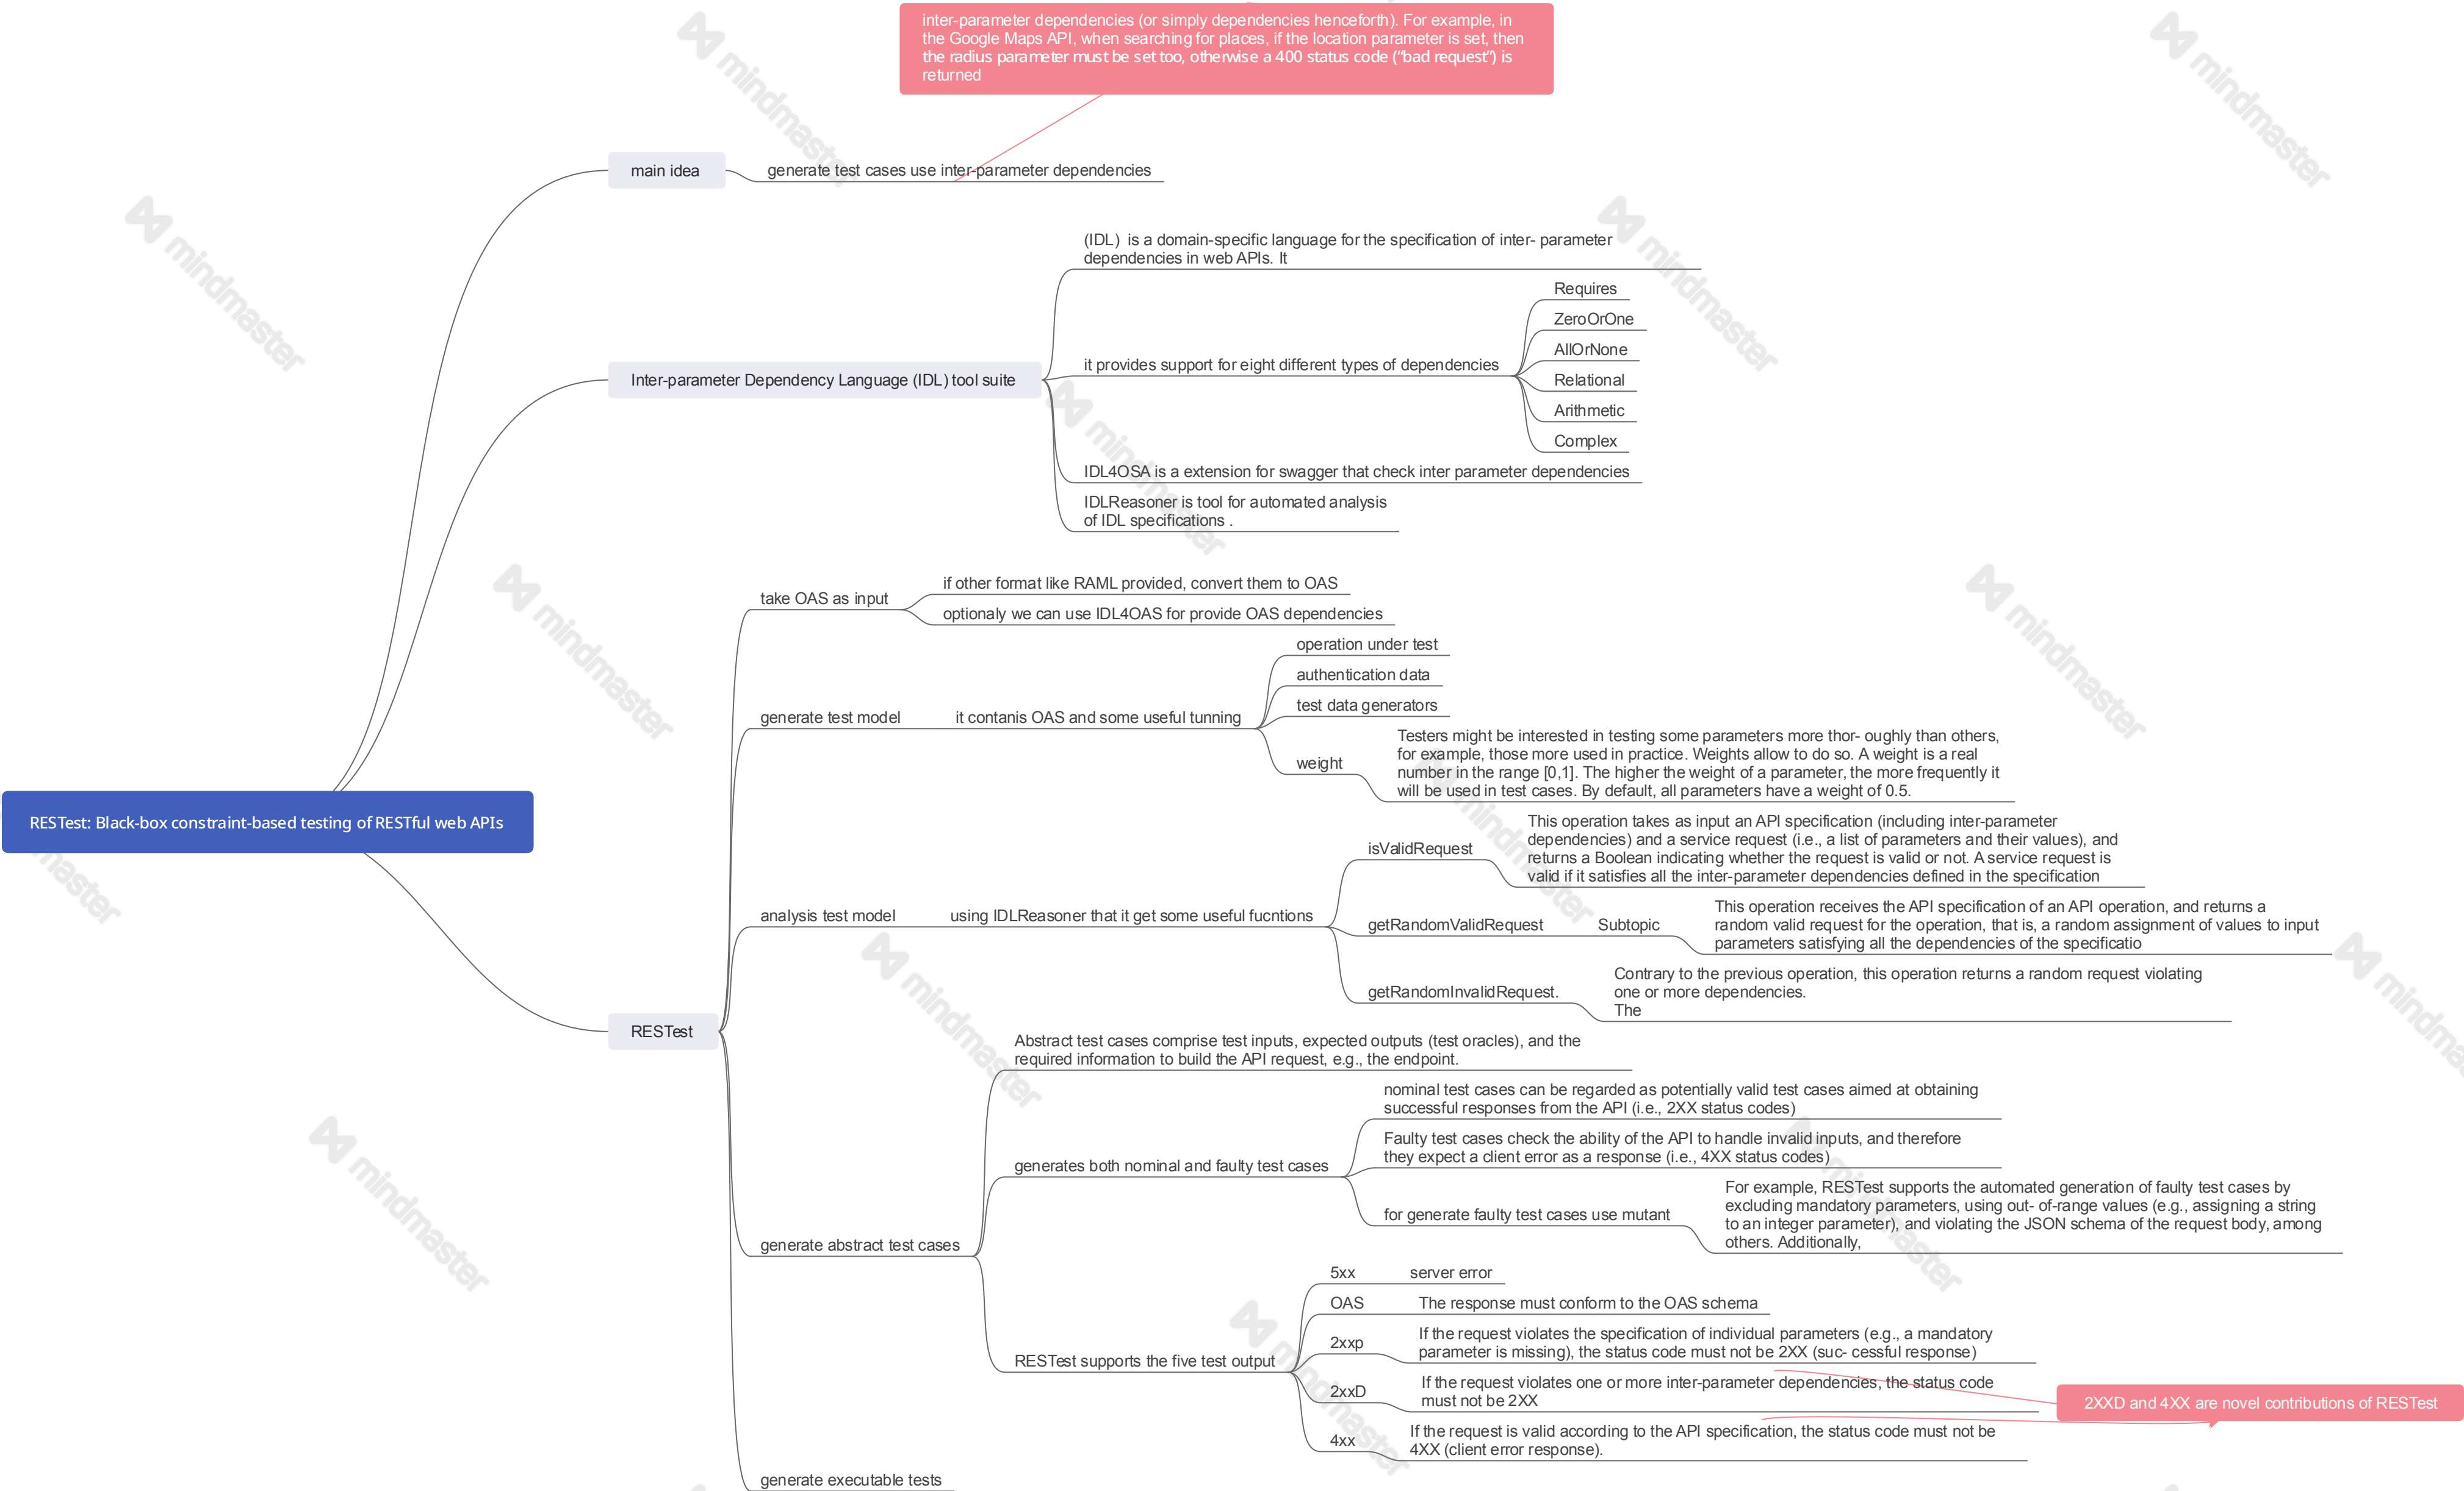 inter-parameter dependencies (or simply dependencies henceforth). For example, in
the Google Maps API, when searching for places, if the location parameter is set, then
the radius parameter must be set too, otherwise a 400 status code (“bad request”) is
returned
main idea
generate test cases use inter-parameter dependencies
Inter-parameter Dependency Language (IDL) tool suite
(IDL) is a domain-specific language for the specification of inter- parameter
dependencies in web APIs. It
it provides support for eight different types of dependencies
Requires
ZeroOrOne
AllOrNone
Relational
Arithmetic
Complex
IDL4OSA is a extension for swagger that check inter parameter dependencies
IDLReasoner is tool for automated analysis
of IDL specifications .
RESTest: Black-box constraint-based testing of RESTful web APIs
RESTest
take OAS as input
if other format like RAML provided, convert them to OAS
optionaly we can use IDL4OAS for provide OAS dependencies
generate test model
it contanis OAS and some useful tunning
operation under test
authentication data
test data generators
weight
Testers might be interested in testing some parameters more thor- oughly than others,
for example, those more used in practice. Weights allow to do so. A weight is a real
number in the range [0,1]. The higher the weight of a parameter, the more frequently it
will be used in test cases. By default, all parameters have a weight of 0.5.
analysis test model
using IDLReasoner that it get some useful fucntions
isValidRequest
This operation takes as input an API specification (including inter-parameter
dependencies) and a service request (i.e., a list of parameters and their values), and
returns a Boolean indicating whether the request is valid or not. A service request is
valid if it satisfies all the inter-parameter dependencies defined in the specification
getRandomValidRequest
Subtopic
This operation receives the API specification of an API operation, and returns a
random valid request for the operation, that is, a random assignment of values to input
parameters satisfying all the dependencies of the specificatio
getRandomInvalidRequest.
Contrary to the previous operation, this operation returns a random request violating
one or more dependencies.
The
generate abstract test cases
Abstract test cases comprise test inputs, expected outputs (test oracles), and the
required information to build the API request, e.g., the endpoint.
generates both nominal and faulty test cases
nominal test cases can be regarded as potentially valid test cases aimed at obtaining
successful responses from the API (i.e., 2XX status codes)
Faulty test cases check the ability of the API to handle invalid inputs, and therefore
they expect a client error as a response (i.e., 4XX status codes)
for generate faulty test cases use mutant
For example, RESTest supports the automated generation of faulty test cases by
excluding mandatory parameters, using out- of-range values (e.g., assigning a string
to an integer parameter), and violating the JSON schema of the request body, among
others. Additionally,
RESTest supports the five test output
5xx
server error
OAS
The response must conform to the OAS schema
2xxp
If the request violates the specification of individual parameters (e.g., a mandatory
parameter is missing), the status code must not be 2XX (suc- cessful response)
2xxD
If the request violates one or more inter-parameter dependencies, the status code
must not be 2XX
4xx
If the request is valid according to the API specification, the status code must not be
4XX (client error response).
2XXD and 4XX are novel contributions of RESTest
generate executable tests
mindmaster
mindmaster
mindmaster
mindmaster
mindmaster
mindmaster
mindmaster
mindmaster
mindmaster
mindmaster
mindmaster
mindmaster